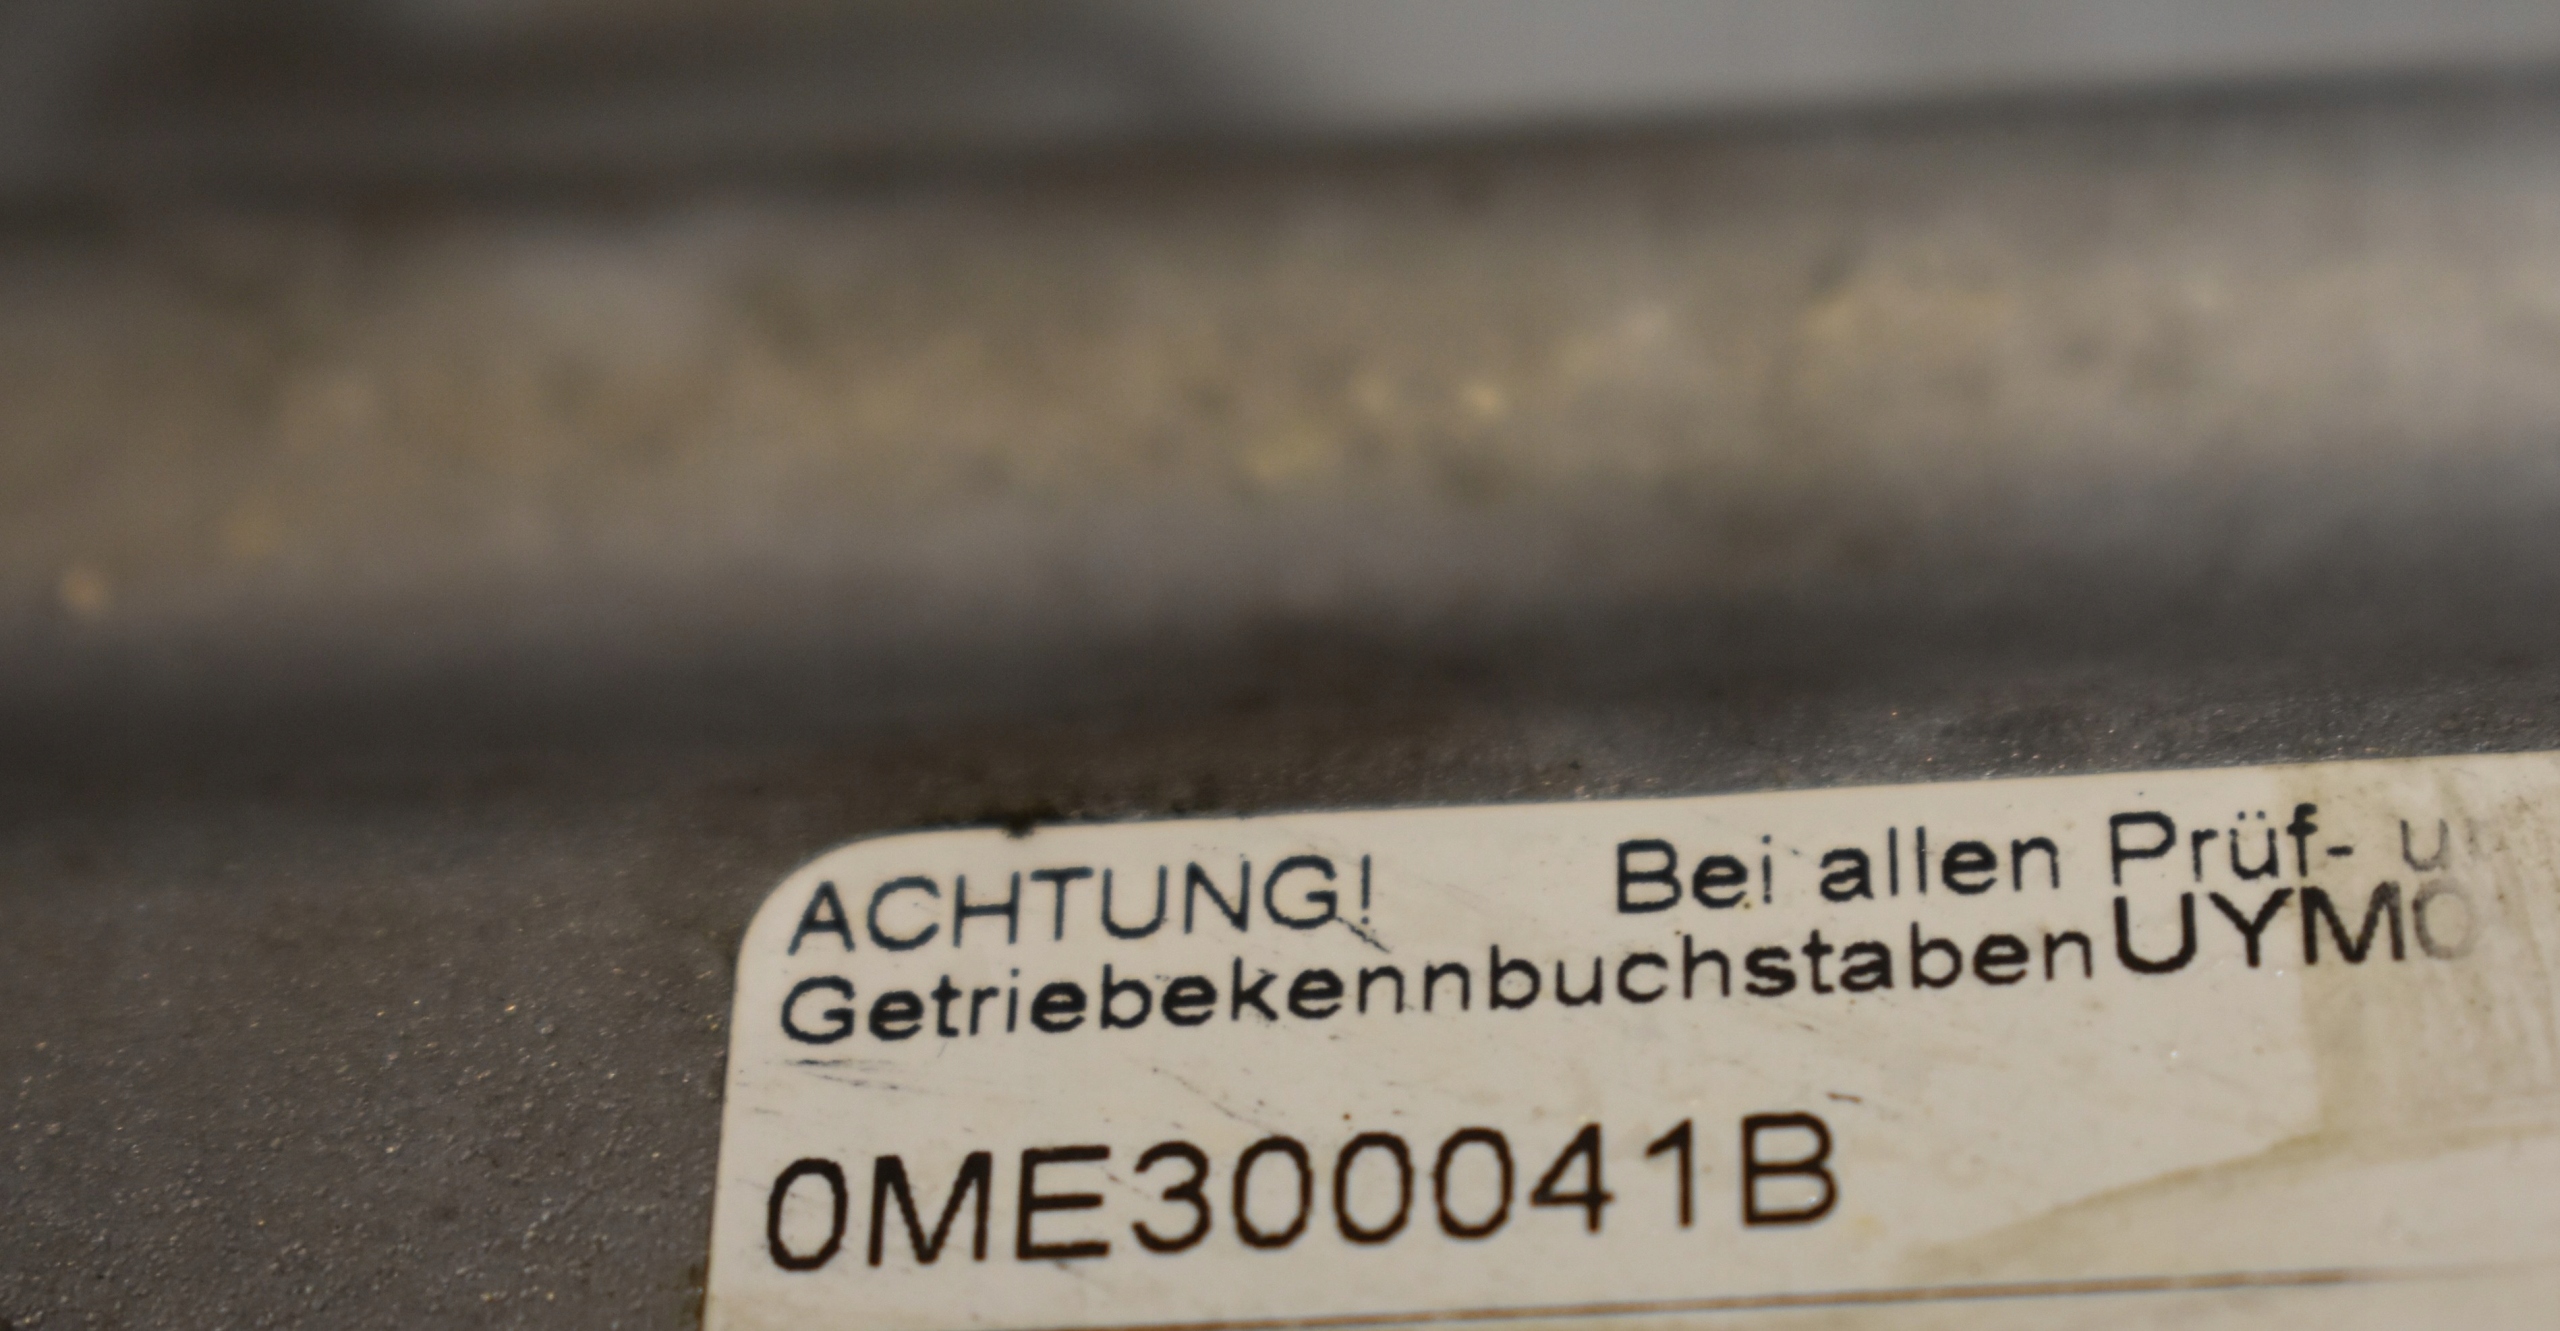 ACHTUNG! Bei allen Prüf-
Getriebekennbuchstaben UYM
0ME300041B